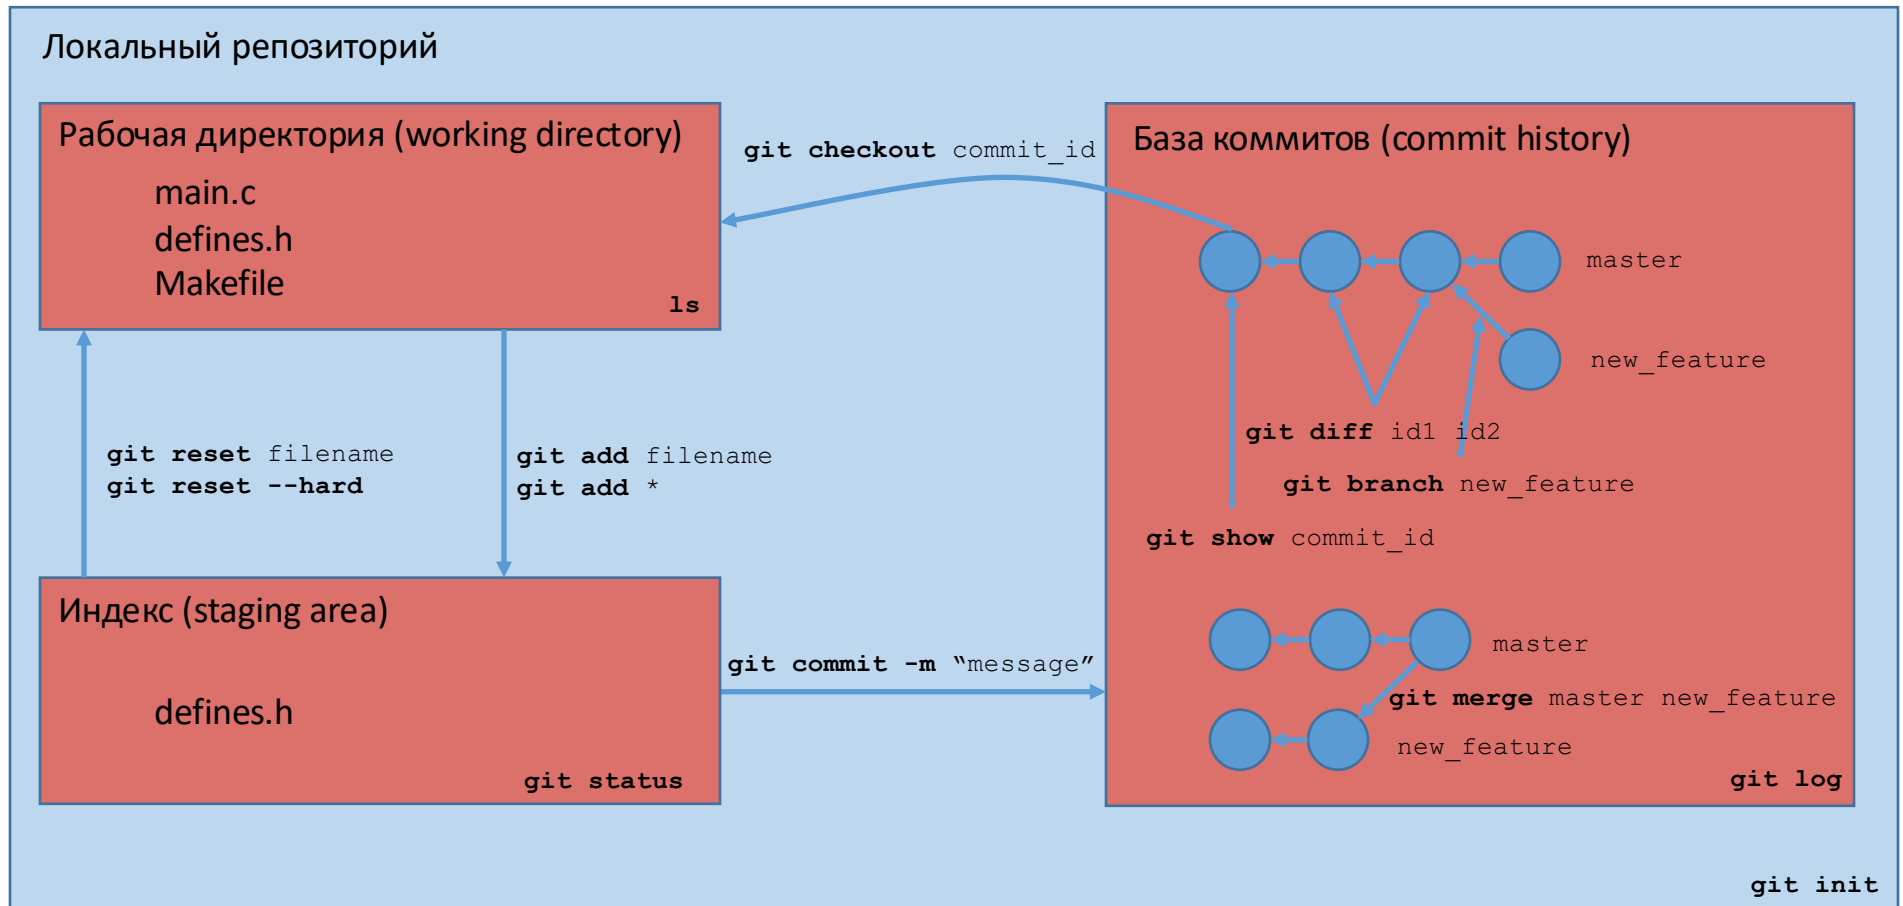 Локальный репозиторий
Рабочая директория (working directory)
main.c
defines.h
Makefile
ls
git checkout commit_id
База коммитов (commit history)
master
new_feature
git diff id1 id2
git branch new_feature
git show commit_id
git reset filename
git reset --hard
git add filename
git add *
Индекс (staging area)
defines.h
git status
git commit -m “message”
master
git merge master new_feature
new_feature
git log
git init